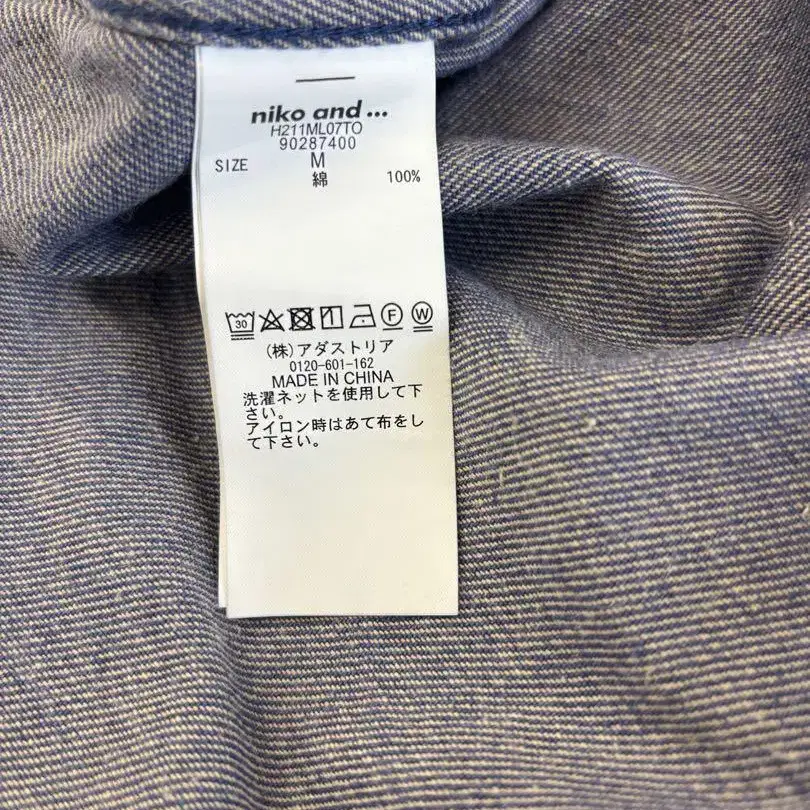 niko and ...
H211ML07TO
90287400
SIZE M
綿 100%
30 F W
(株)アダストリア
0120-601-162
MADE IN CHINA
洗濯ネットを使用して下
さい。
アイロン時はあて布をし
て下さい。